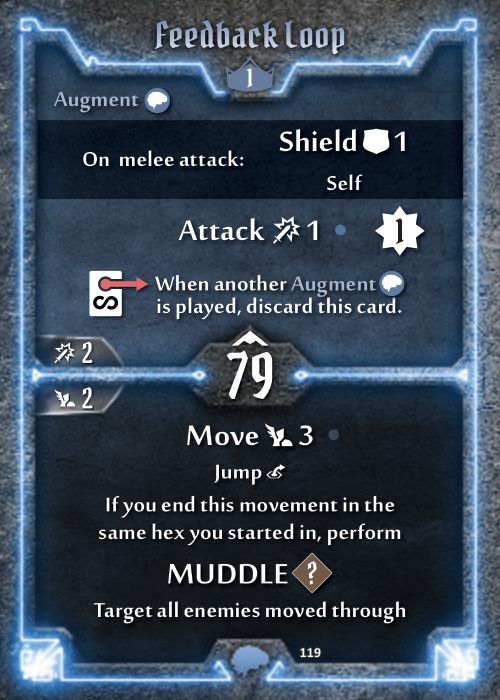 Feedback Loop
1
Augment
On melee attack:
Shield 1
Self
Attack 1
1
When another Augment
is played, discard this card.
2
79
2
Move 3
Jump
If you end this movement in the
same hex you started in, perform
MUDDLE ?
Target all enemies moved through
119